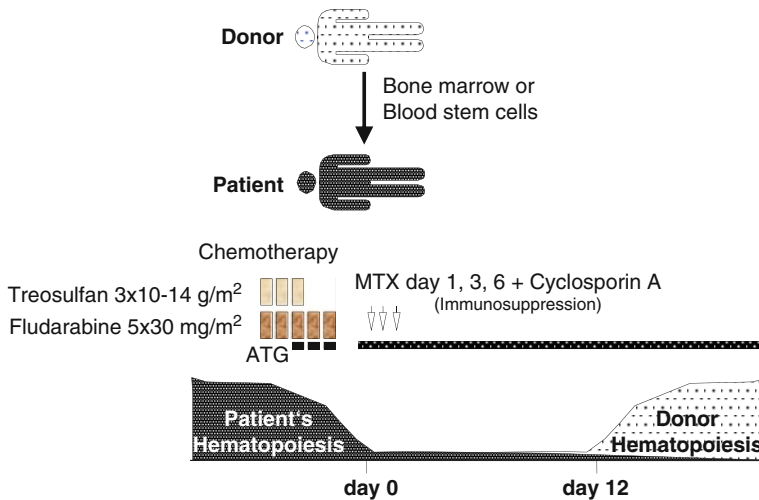 Donor
Bone marrow or
Blood stem cells
Patient
Chemotherapy
Treosulfan 3x10-14 g/m²
Fludarabine 5x30 mg/m²
ATG
MTX day 1, 3, 6 + Cyclosporin A
(Immunosuppression)
Patient's
Hematopoiesis
Donor
Hematopoiesis
day 0
day 12